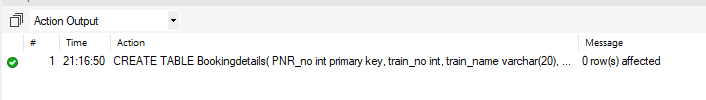 Action Output
# Time Action Message
1 21:16:50 CREATE TABLE Bookingdetails( PNR_no int primary key, train_no int, train_name varchar(20), ... 0 row(s) affected